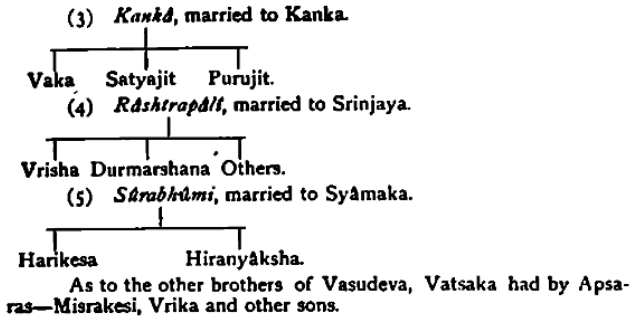 (3) Kankâ, married to Kanka.
Vaka Satyajit Purujit.
(4) Râshtrapâlî, married to Srinjaya.
Vrisha Durmarshana Others.
(5) Sûrabhûmi, married to Syâmaka.
Harikesa Hiranyâksha.
As to the other brothers of Vasudeva, Vatsaka had by Apsa-
ras—Misrakesi, Vrika and other sons.